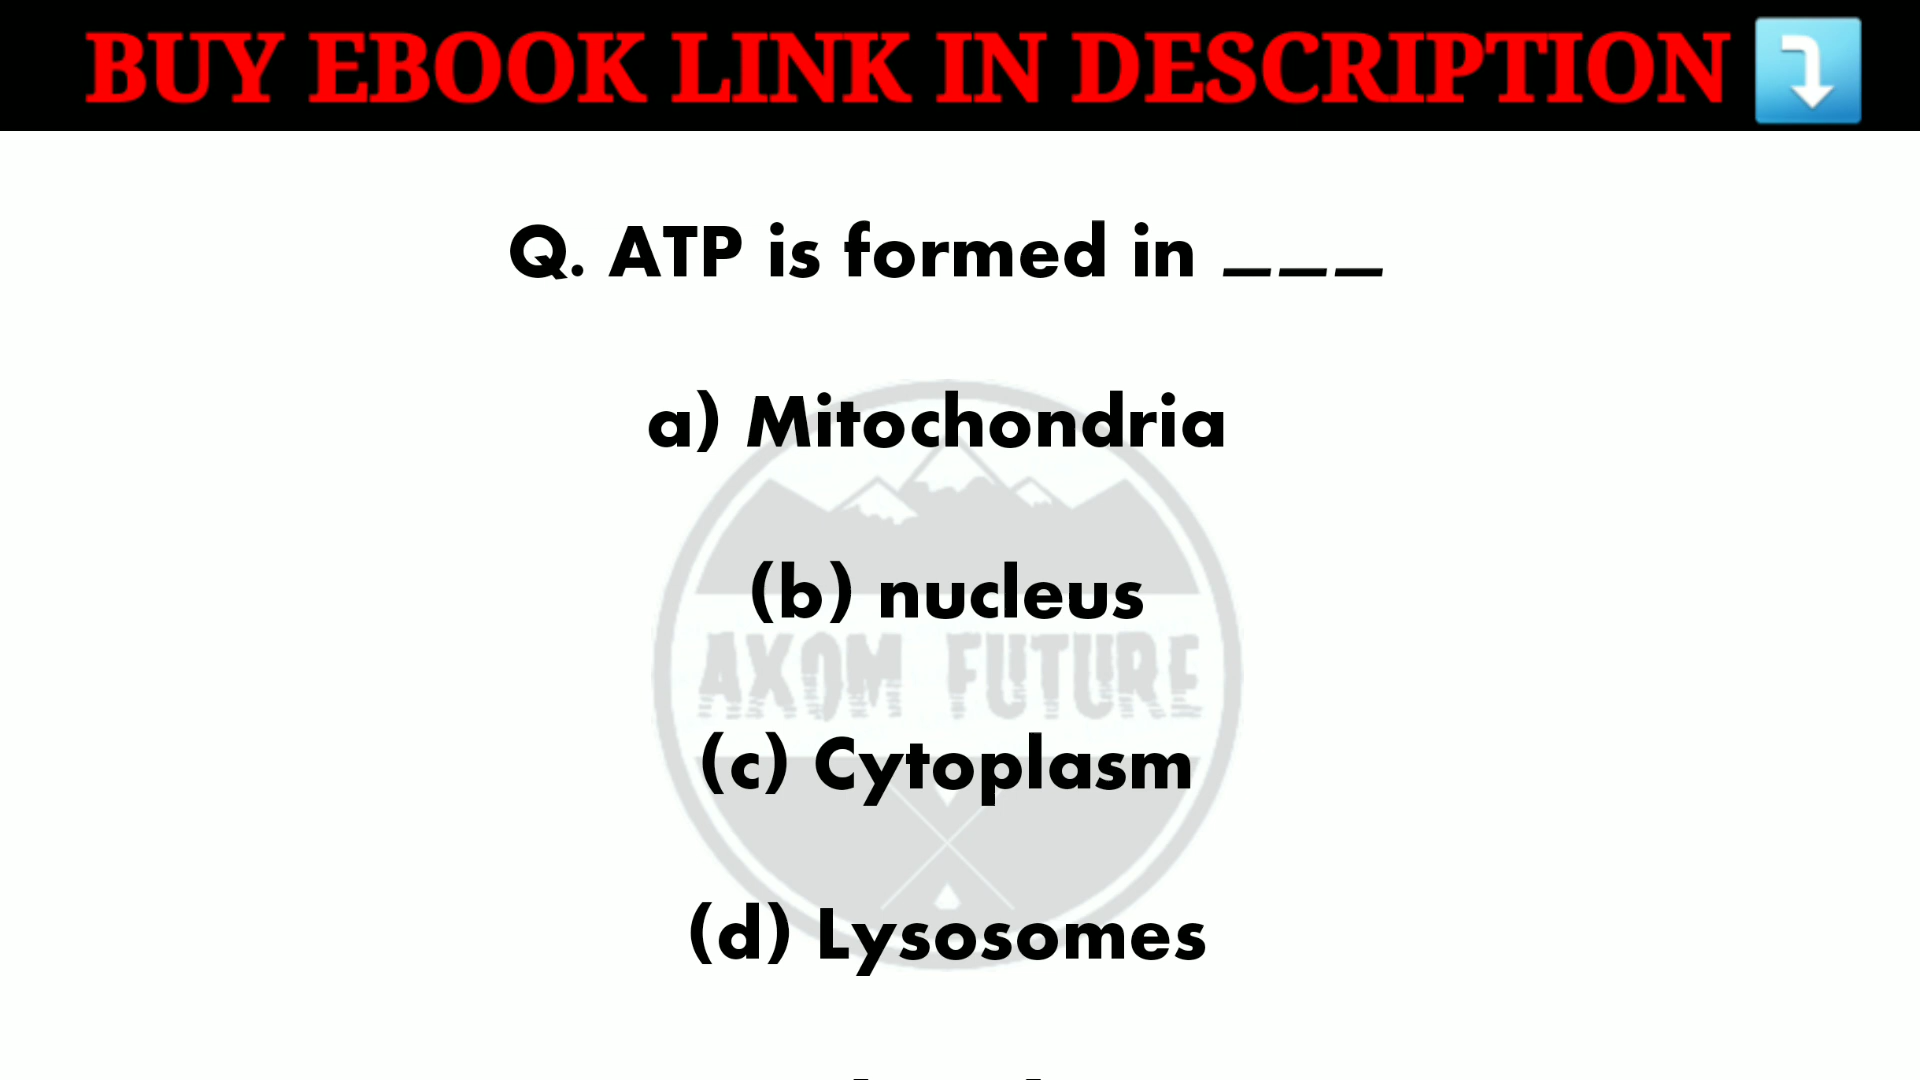 BUY EBOOK LINK IN DESCRIPTION
Q. ATP is formed in ___
a) Mitochondria
(b) nucleus
AXOM FUTURE
(c) Cytoplasm
(d) Lysosomes